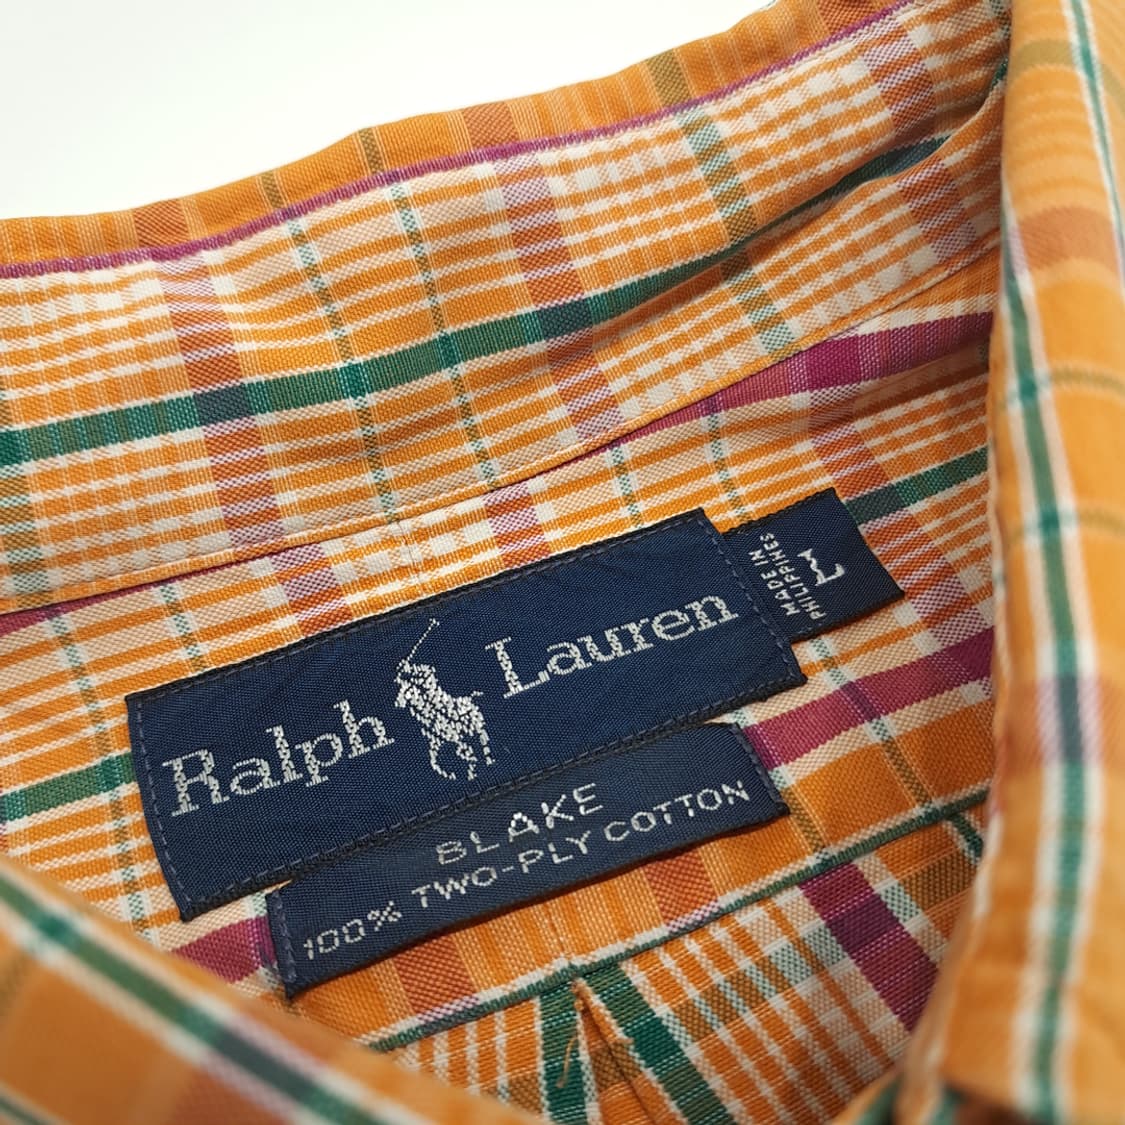 Ralph Lauren
MADE IN
PHILIPPINES
L
BLAKE
100% TWO-PLY COTTON